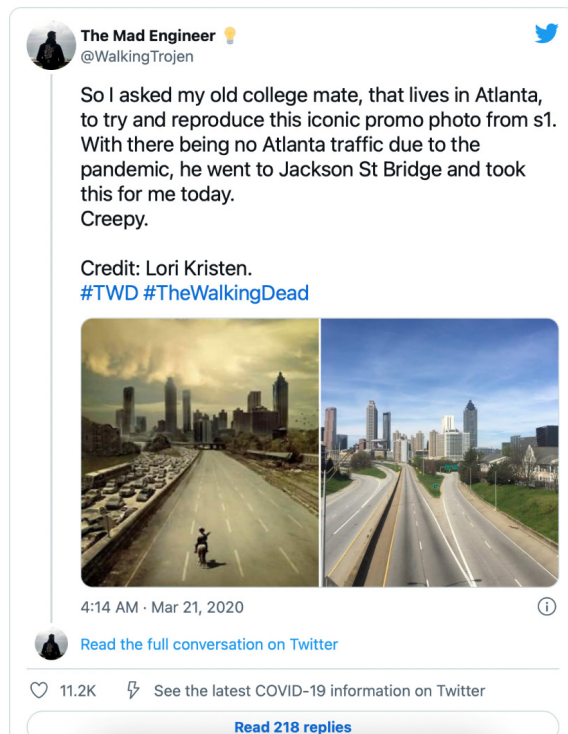 The Mad Engineer 💡
@WalkingTrojen
So I asked my old college mate, that lives in Atlanta,
to try and reproduce this iconic promo photo from s1.
With there being no Atlanta traffic due to the
pandemic, he went to Jackson St Bridge and took
this for me today.
Creepy.
Credit: Lori Kristen.
#TWD #TheWalkingDead
4:14 AM · Mar 21, 2020
Read the full conversation on Twitter
11.2K See the latest COVID-19 information on Twitter
Read 218 replies